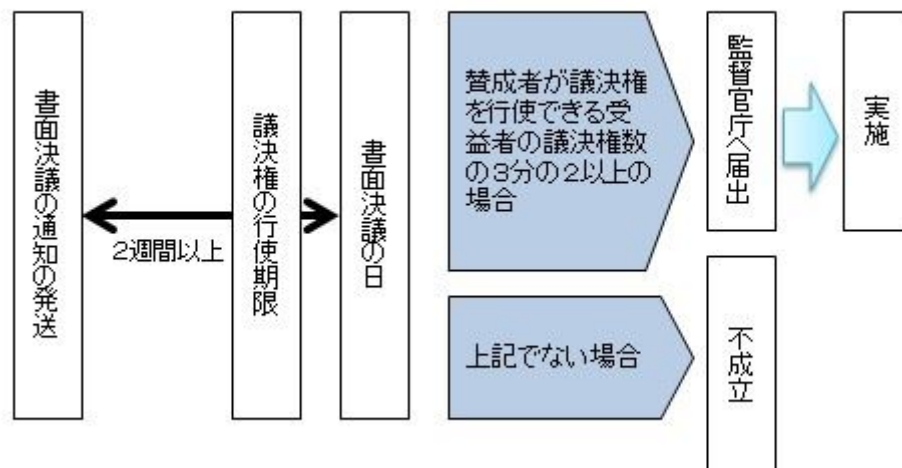 書面決議の通知の発送
2週間以上
議決権の行使期限
書面決議の日
賛成者が議決権
を行使できる受
益者の議決権数
の3分の2以上の
場合
監督官庁へ届出
実施
上記でない場合
不成立